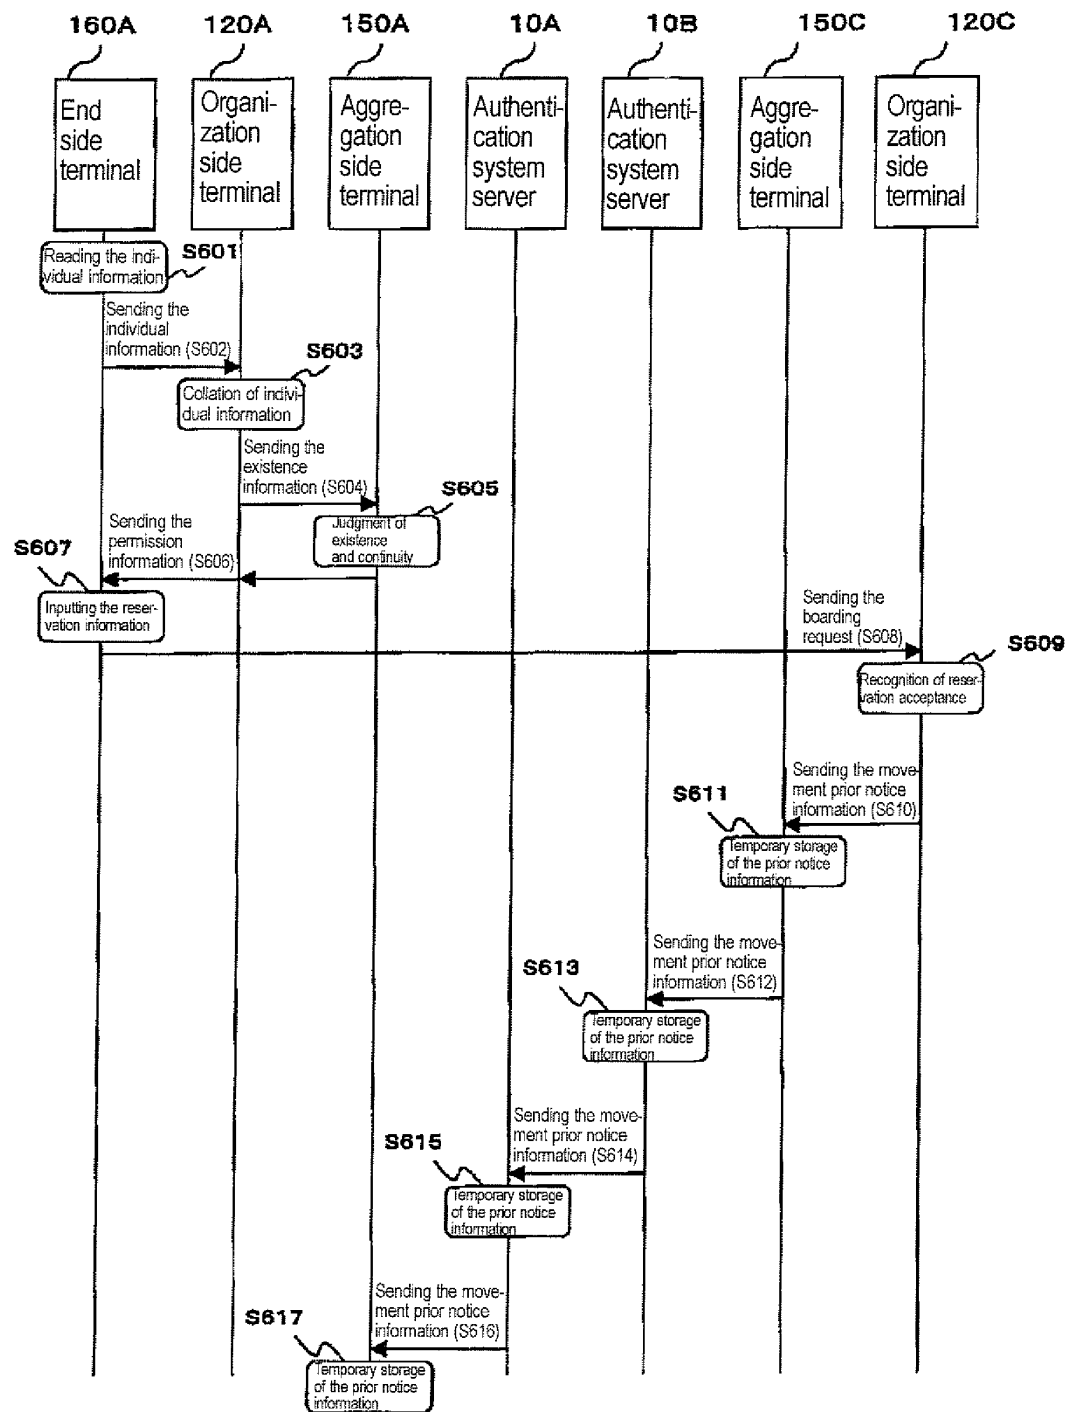 160A 120A 150A 10A 10B 150C 120C
End
side
terminal
Organi-
zation
side
terminal
Aggre-
gation
side
terminal
Authenti-
cation
system
server
Authenti-
cation
system
server
Aggre-
gation
side
terminal
Organi-
zation
side
terminal
Reading the indi-
vidual information
S601
Sending the
individual
information (S602)
S603
Collation of indivi-
dual information
Sending the
existence
information (S604)
S605
Judgment of
existence
and continuity
Sending the
permission
information (S606)
S607
Inputting the reser-
vation information
Sending the
boarding
request (S608)
S609
Recognition of reser-
vation acceptance
Sending the move-
ment prior notice
information (S610)
S611
Temporary storage
of the prior notice
information
Sending the move-
ment prior notice
information (S612)
S613
Temporary storage
of the prior notice
information
Sending the move-
ment prior notice
information (S614)
S615
Temporary storage
of the prior notice
information
Sending the move-
ment prior notice
information (S616)
S617
Temporary storage
of the prior notice
information